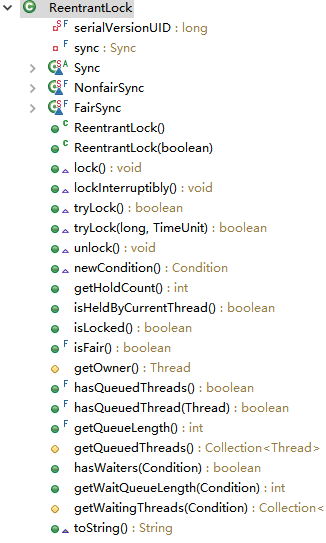 ReentrantLock
serialVersionUID : long
sync : Sync
Sync
NonfairSync
FairSync
ReentrantLock()
ReentrantLock(boolean)
lock() : void
lockInterruptibly() : void
tryLock() : boolean
tryLock(long, TimeUnit) : boolean
unlock() : void
newCondition() : Condition
getHoldCount() : int
isHeldByCurrentThread() : boolean
isLocked() : boolean
isFair() : boolean
getOwner() : Thread
hasQueuedThreads() : boolean
hasQueuedThread(Thread) : boolean
getQueueLength() : int
getQueuedThreads() : Collection<Thread>
hasWaiters(Condition) : boolean
getWaitQueueLength(Condition) : int
getWaitingThreads(Condition) : Collection<
toString() : String